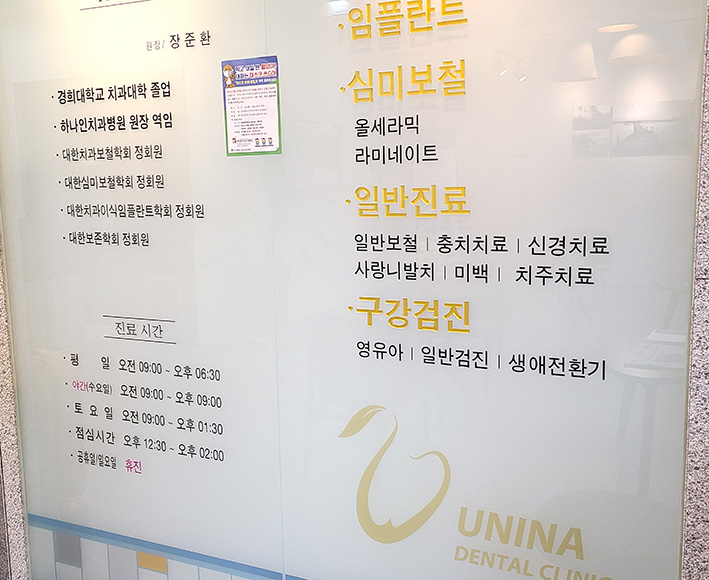 원장/ 장준환
· 경희대학교 치과대학 졸업
· 하나인치과병원 원장 역임
· 대한치과보철학회 정회원
· 대한심미보철학회 정회원
· 대한치과이식임플란트학회 정회원
· 대한보존학회 정회원
진료 시간
· 평 일 오전 09:00 ~ 오후 06:30
· 야간(수요일) 오전 09:00 ~ 오후 09:00
· 토 요 일 오전 09:00 ~ 오후 01:30
· 점심시간 오후 12:30 ~ 오후 02:00
· 공휴일/일요일 휴진
·임플란트
·심미보철
올세라믹
라미네이트
·일반진료
일반보철 | 충치치료 | 신경치료
사랑니발치 | 미백 | 치주치료
·구강검진
영유아 | 일반검진 | 생애전환기
UNINA
DENTAL CLINIC